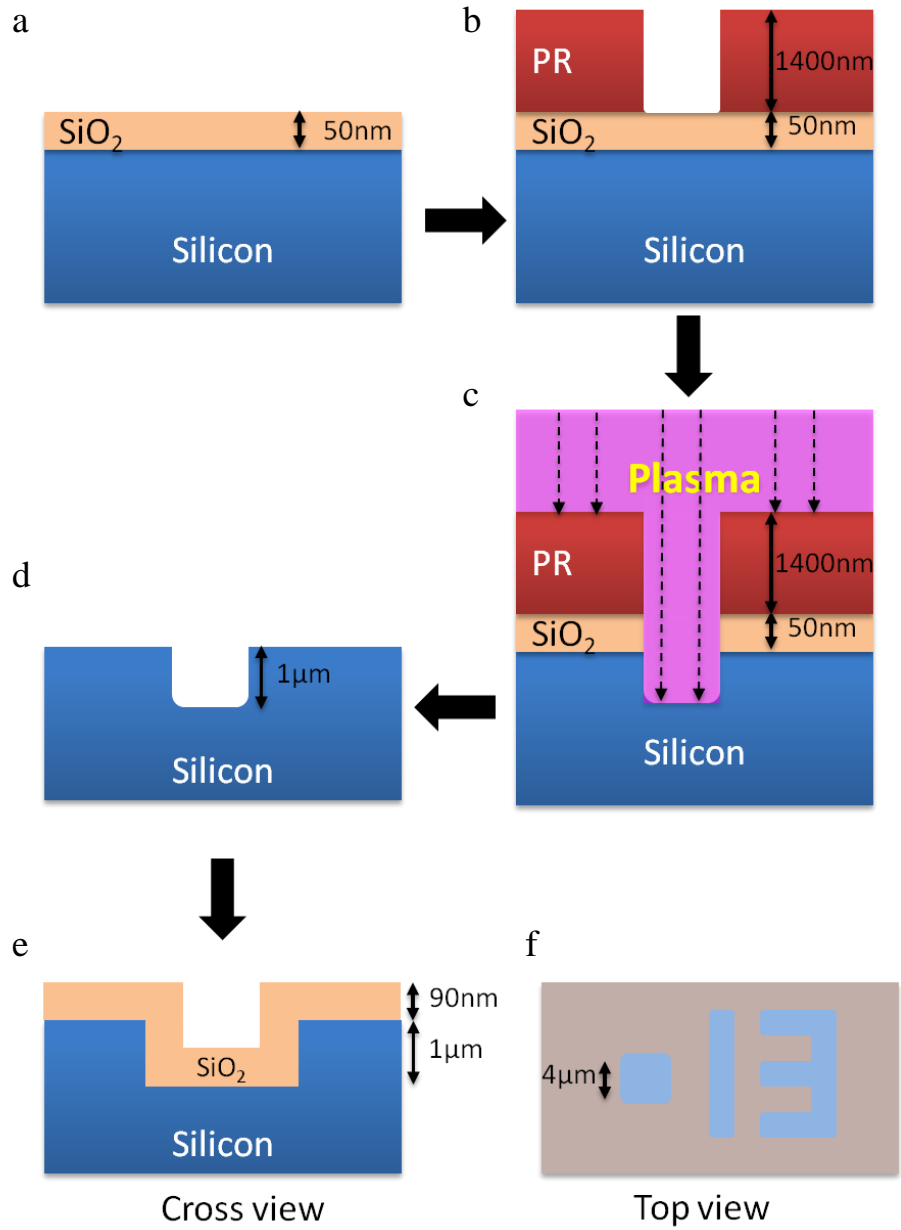 a
SiO2
50nm
Silicon
b
PR
1400nm
SiO2
50nm
Silicon
c
Plasma
PR
1400nm
SiO2
50nm
Silicon
d
1µm
Silicon
e
90nm
1µm
SiO2
Silicon
Cross view
f
4µm
13
Top view